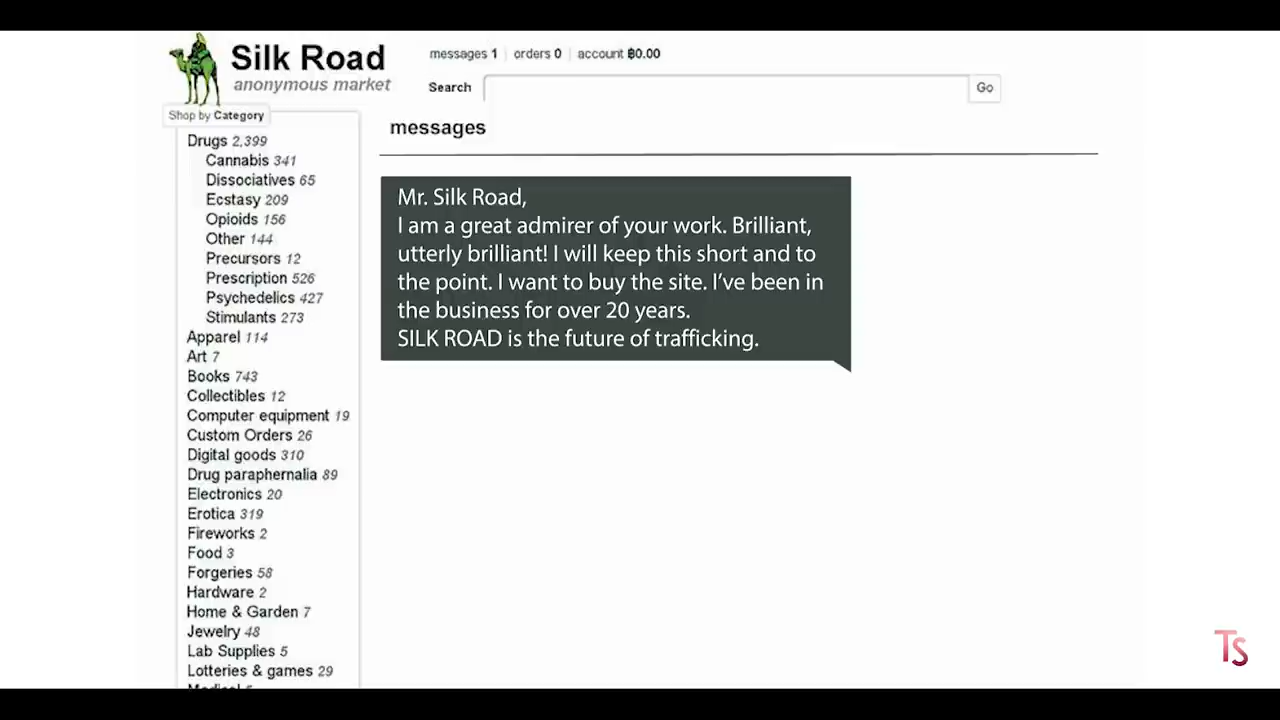 Silk Road
anonymous market
messages 1 | orders 0 | account ฿0.00
Search
Go
Shop by Category
messages
Drugs 2,399
Cannabis 341
Dissociatives 65
Ecstasy 209
Opioids 156
Other 144
Precursors 12
Prescription 526
Psychedelics 427
Stimulants 273
Apparel 114
Art 7
Books 743
Collectibles 12
Computer equipment 19
Custom Orders 26
Digital goods 310
Drug paraphernalia 89
Electronics 20
Erotica 319
Fireworks 2
Food 3
Forgeries 58
Hardware 2
Home & Garden 7
Jewelry 48
Lab Supplies 5
Lotteries & games 29
Mr. Silk Road,
I am a great admirer of your work. Brilliant,
utterly brilliant! I will keep this short and to
the point. I want to buy the site. I've been in
the business for over 20 years.
SILK ROAD is the future of trafficking.
TS